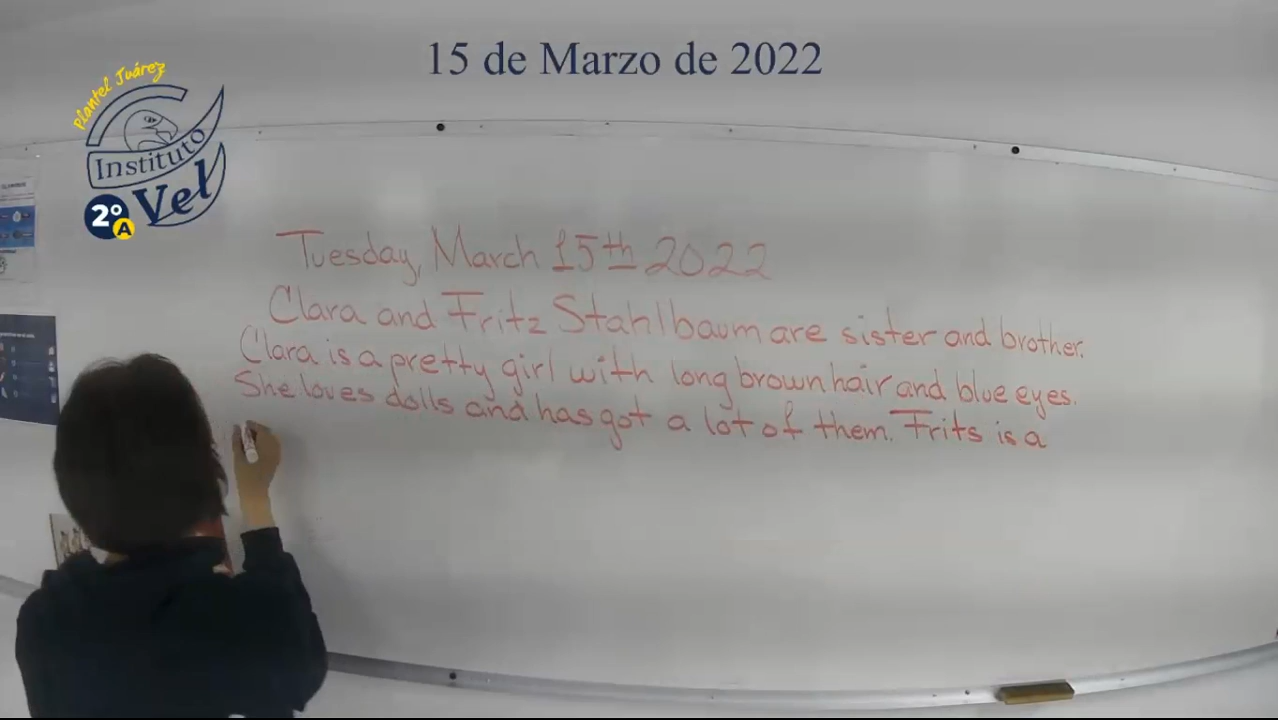 15 de Marzo de 2022
Plantel Juárez
Instituto
Vel
2º
A
Tuesday, March 15th 2022
Clara and Fritz Stahlbaum are sister and brother.
Clara is a pretty girl with long brown hair and blue eyes.
She loves dolls and has got a lot of them. Frits is a